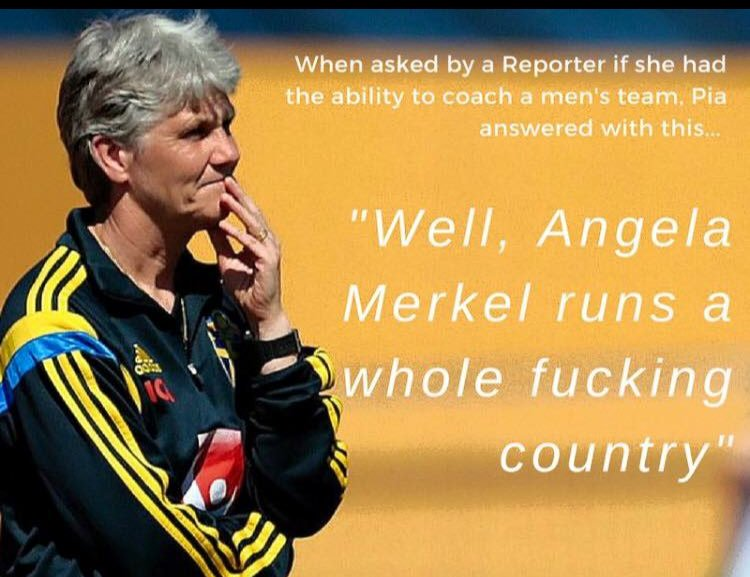 When asked by a Reporter if she had
the ability to coach a men's team, Pia
answered with this...
"Well, Angela
Merkel runs a
whole fucking
country"
adidas